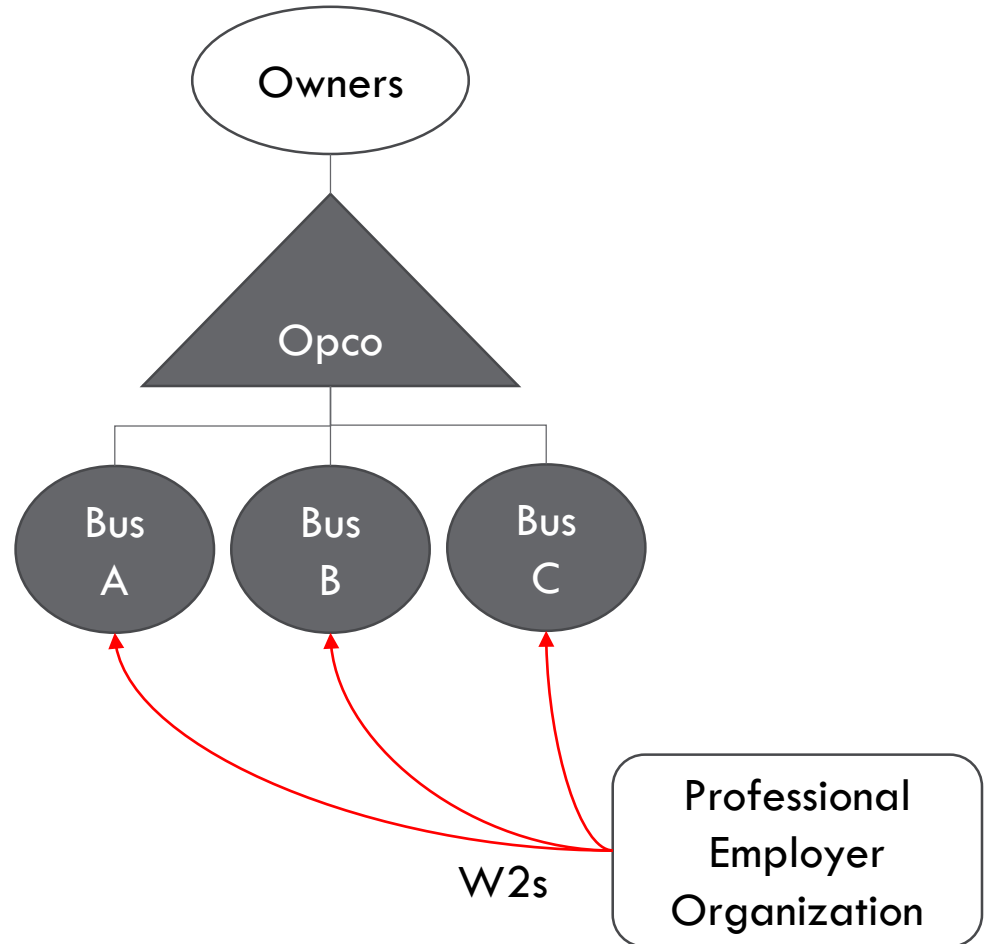 Owners
Opco
Bus
A
Bus
B
Bus
C
Professional
Employer
Organization
W2s